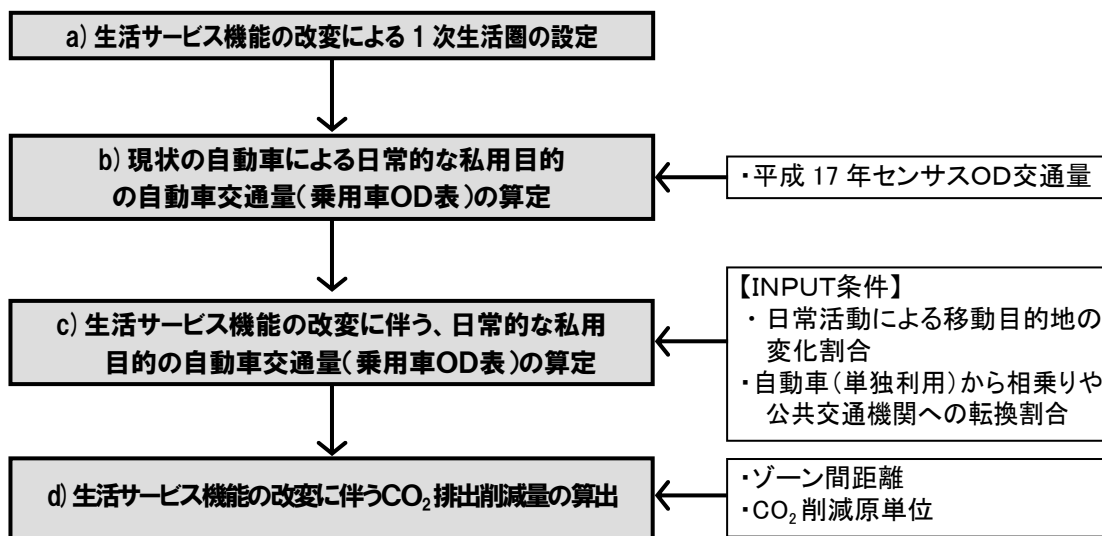 a) 生活サービス機能の改変による1次生活圏の設定
b) 現状の自動車による日常的な私用目的
の自動車交通量(乗用車OD表)の算定
・平成17年センサスOD交通量
c) 生活サービス機能の改変に伴う、日常的な私用
目的の自動車交通量(乗用車OD表)の算定
【INPUT条件】
・日常活動による移動目的地の
変化割合
・自動車(単独利用)から相乗りや
公共交通機関への転換割合
d) 生活サービス機能の改変に伴うCO₂排出削減量の算出
・ゾーン間距離
・CO₂削減原単位